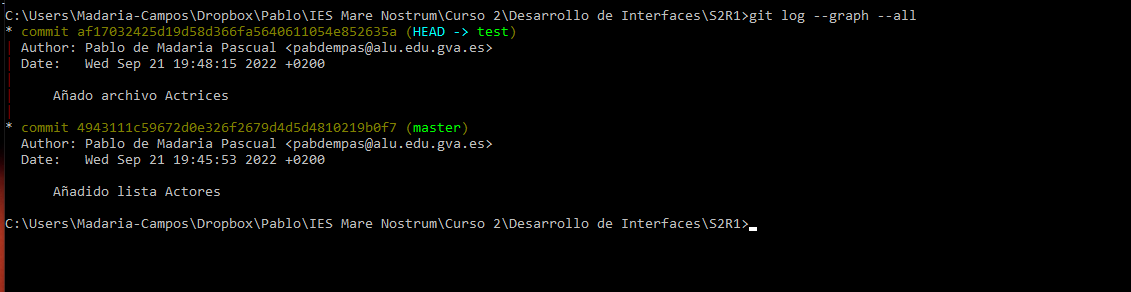 C:\Users\Madaria-Campos\Dropbox\Pablo\IES Mare Nostrum\Curso 2\Desarrollo de Interfaces\S2R1>git log --graph --all
* commit af17032425d19d58d366fa5640611054e852635a (HEAD -> test)
| Author: Pablo de Madaria Pascual <pabdempas@alu.edu.gva.es>
| Date:   Wed Sep 21 19:48:15 2022 +0200
|
|     Añado archivo Actrices
|
* commit 4943111c59672d0e326f2679d4d5d4810219b0f7 (master)
  Author: Pablo de Madaria Pascual <pabdempas@alu.edu.gva.es>
  Date:   Wed Sep 21 19:45:53 2022 +0200

      Añadido lista Actores

C:\Users\Madaria-Campos\Dropbox\Pablo\IES Mare Nostrum\Curso 2\Desarrollo de Interfaces\S2R1>